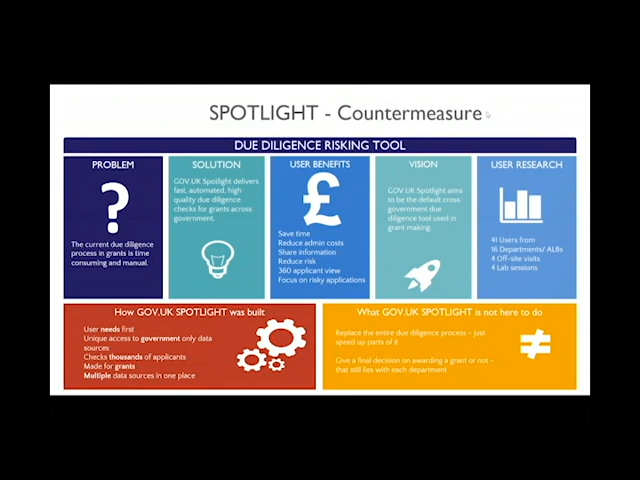 SPOTLIGHT - Countermeasure
DUE DILIGENCE RISKING TOOL
PROBLEM
?
The current due diligence
process in grants is time
consuming and manual.
SOLUTION
GOV.UK Spotlight delivers
fast, automated, high
quality due diligence
checks for grants across
government.
USER BENEFITS
£
Save time
Reduce admin costs
Share information
Reduce risk
360 applicant view
Focus on risky applications
VISION
GOV.UK Spotlight aims
to be the default cross
government due
diligence tool used in
grant making.
USER RESEARCH
41 Users from
16 Departments/ ALBs
4 Off-site visits
4 Lab sessions
How GOV.UK SPOTLIGHT was built
User needs first
Unique access to government only data
sources
Checks thousands of applicants
Made for grants
Multiple data sources in one place
What GOV.UK SPOTLIGHT is not here to do
Replace the entire due diligence process - just
speed up parts of it
Give a final decision on awarding a grant or not -
that still lies with each department
≠